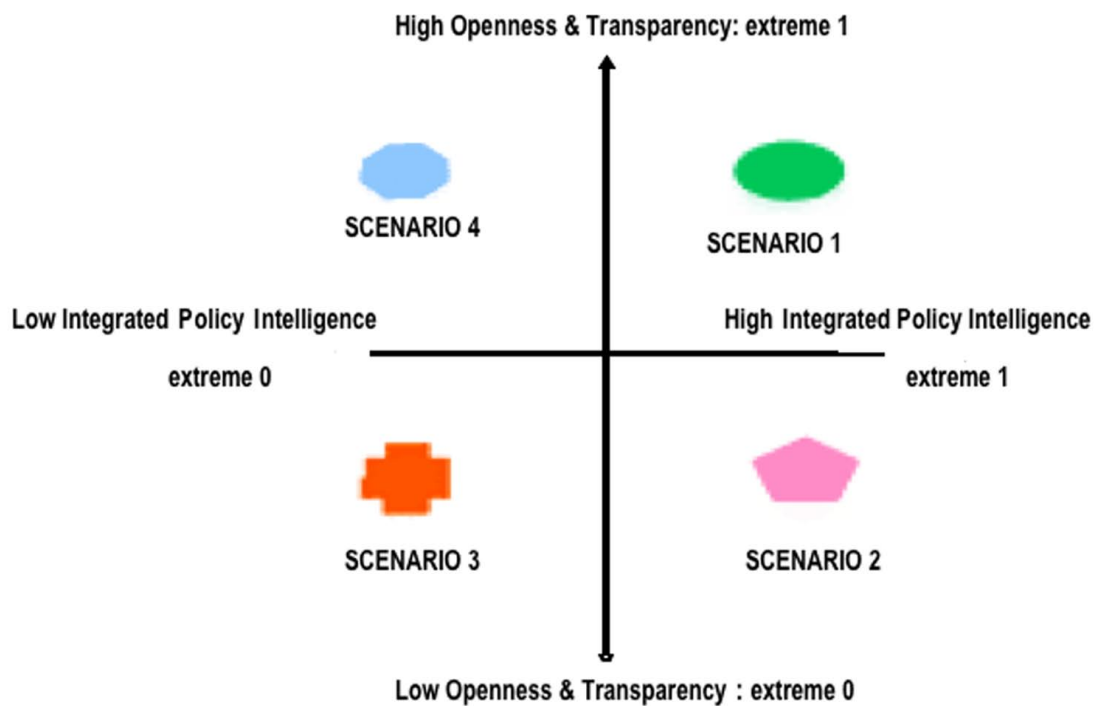 High Openness & Transparency: extreme 1
SCENARIO 4
SCENARIO 1
Low Integrated Policy Intelligence
High Integrated Policy Intelligence
extreme 0
extreme 1
SCENARIO 3
SCENARIO 2
Low Openness & Transparency : extreme 0